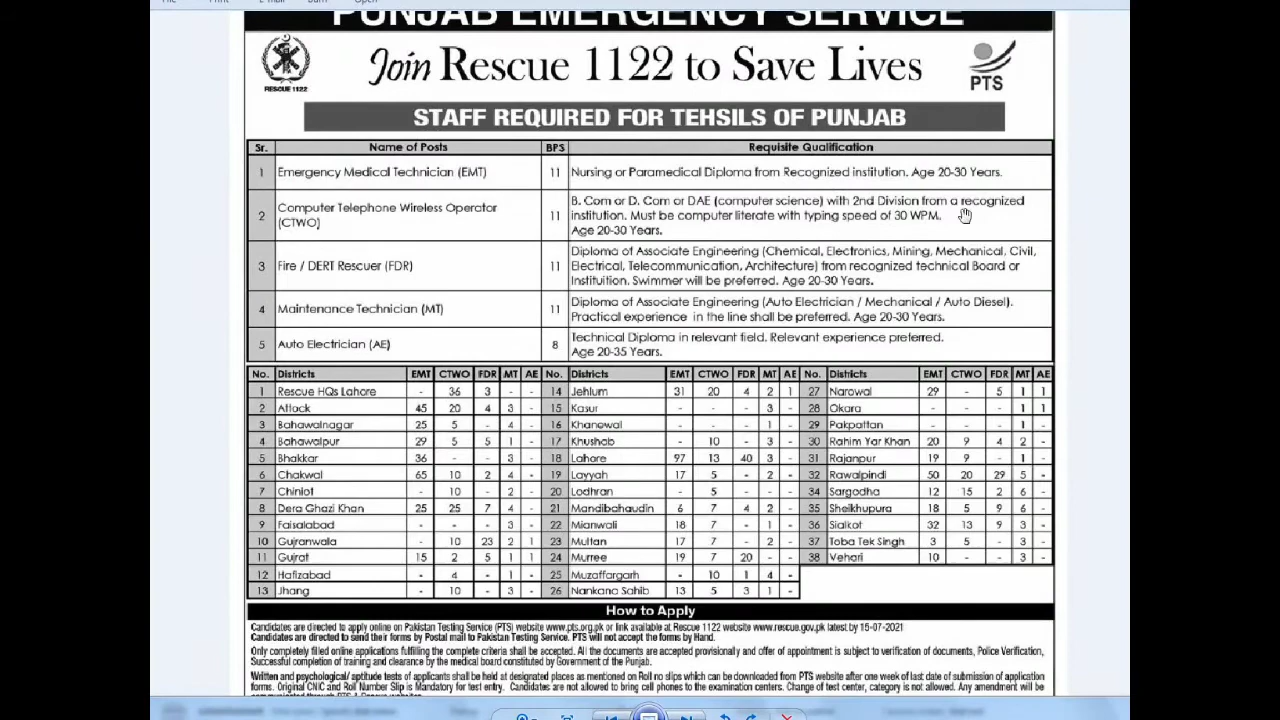 Print
E-mail
Burn
Open
PUNJAB EMERGENCY SERVICE
RESCUE 1122
Join Rescue 1122 to Save Lives
PTS
STAFF REQUIRED FOR TEHSILS OF PUNJAB
Sr. Name of Posts BPS Requisite Qualification
1 Emergency Medical Technician (EMT) 11 Nursing or Paramedical Diploma from Recognized institution. Age 20-30 Years.
2 Computer Telephone Wireless Operator (CTWO) 11 B. Com or D. Com or DAE (computer science) with 2nd Division from a recognized
institution. Must be computer literate with typing speed of 30 WPM.
Age 20-30 Years.
3 Fire / DERT Rescuer (FDR) 11 Diploma of Associate Engineering (Chemical, Electronics, Mining, Mechanical, Civil,
Electrical, Telecommunication, Architecture) from recognized technical Board or
Instituition. Swimmer will be preferred. Age 20-30 Years.
4 Maintenance Technician (MT) 11 Diploma of Associate Engineering (Auto Electrician / Mechanical / Auto Diesel).
Practical experience in the line shall be preferred. Age 20-30 Years.
5 Auto Electrician (AE) 8 Technical Diploma in relevant field. Relevant experience preferred.
Age 20-35 Years.
No. Districts EMT CTWO FDR MT AE No. Districts EMT CTWO FDR MT AE No. Districts EMT CTWO FDR MT AE
1 Rescue HQs Lahore - 36 3 - - 14 Jehlum 31 20 4 2 1 27 Narowal 29 - 5 1 1
2 Attock 45 20 4 3 - 15 Kasur - - - 3 - 28 Okara - - - 1 1
3 Bahawalnagar 25 5 - 4 - 16 Khanewal - - - 1 - 29 Pakpattan - - - 1 -
4 Bahawalpur 29 5 5 1 - 17 Khushab - 10 - 3 - 30 Rahim Yar Khan 20 9 4 2 -
5 Bhakkar 36 - - 3 - 18 Lahore 97 13 40 3 - 31 Rajanpur 19 9 - 1 -
6 Chakwal 65 10 2 4 - 19 Layyah 17 5 - 2 - 32 Rawalpindi 50 20 29 5 -
7 Chiniot - 10 - 2 - 20 Lodhran - 5 - - - 34 Sargodha 12 15 2 6 -
8 Dera Ghazi Khan 25 25 7 4 - 21 Mandibahaudin 6 7 4 2 - 35 Sheikhupura 18 5 9 6 -
9 Faisalabad - - - 3 - 22 Mianwali 18 7 - 1 - 36 Sialkot 32 13 9 3 -
10 Gujranwala - 10 23 2 1 23 Multan 17 7 - 2 - 37 Toba Tek Singh 3 5 - 3 -
11 Gujrat 15 2 5 1 1 24 Murree 19 7 20 - - 38 Vehari 10 - - 3 -
12 Hafizabad - 4 - 1 - 25 Muzaffargarh - 10 1 4 -
13 Jhang - 10 - 3 - 26 Nankana Sahib 13 5 3 1 -
How to Apply
Candidates are directed to apply online on Pakistan Testing Service (PTS) website www.pts.org.pk or link available at Rescue 1122 website www.rescue.gov.pk latest by 15-07-2021
Candidates are directed to send their forms by Postal mail to Pakistan Testing Service. PTS will not accept the forms by Hand.
Only completely filled online applications fulfilling the complete criteria shall be accepted. All the documents are accepted provisionally and offer of appointment is subject to verification of documents, Police Verification,
Successful completion of training and clearance by the medical board constituted by Government of the Punjab.
Written and psychological/ aptitude tests of applicants shall be held at designated places as mentioned on Roll no slips which can be downloaded from PTS website after one week of last date of submission of application
forms. Original CNIC and Roll Number Slip is Mandatory for test entry. Candidates are not allowed to bring cell phones to the examination centers. Change of test center, category is not allowed. Any amendment will be